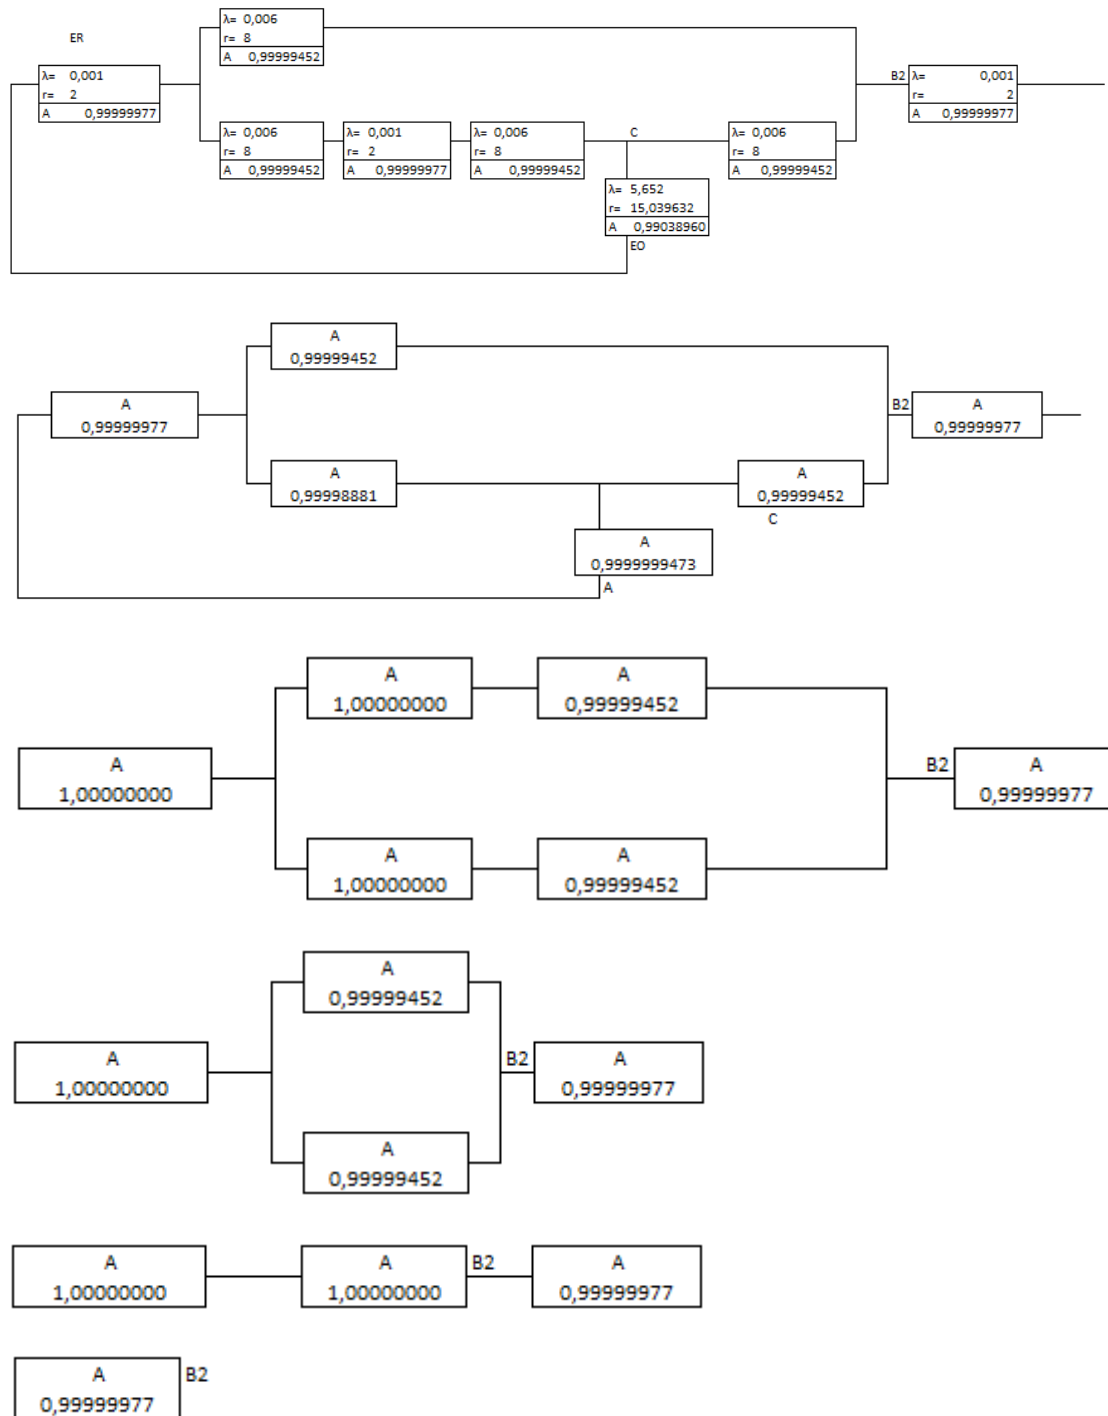 ER
λ= 0,006
r= 8
A 0,99999452
λ= 0,001
r= 2
A 0,99999977
B2
λ= 0,001
r= 2
A 0,99999977
λ= 0,006
r= 8
A 0,99999452
λ= 0,001
r= 2
A 0,99999977
λ= 0,006
r= 8
A 0,99999452
C
λ= 0,006
r= 8
A 0,99999452
λ= 5,652
r= 15,039632
A 0,99038960
EO
A
0,99999452
A
0,99999977
B2
A
0,99999977
A
0,99998881
A
0,99999452
C
A
0,9999999473
A
A
1,00000000
A
0,99999452
A
1,00000000
B2
A
0,99999977
A
1,00000000
A
0,99999452
A
0,99999452
A
1,00000000
B2
A
0,99999977
A
0,99999452
A
1,00000000
A
1,00000000
B2
A
0,99999977
A
0,99999977
B2